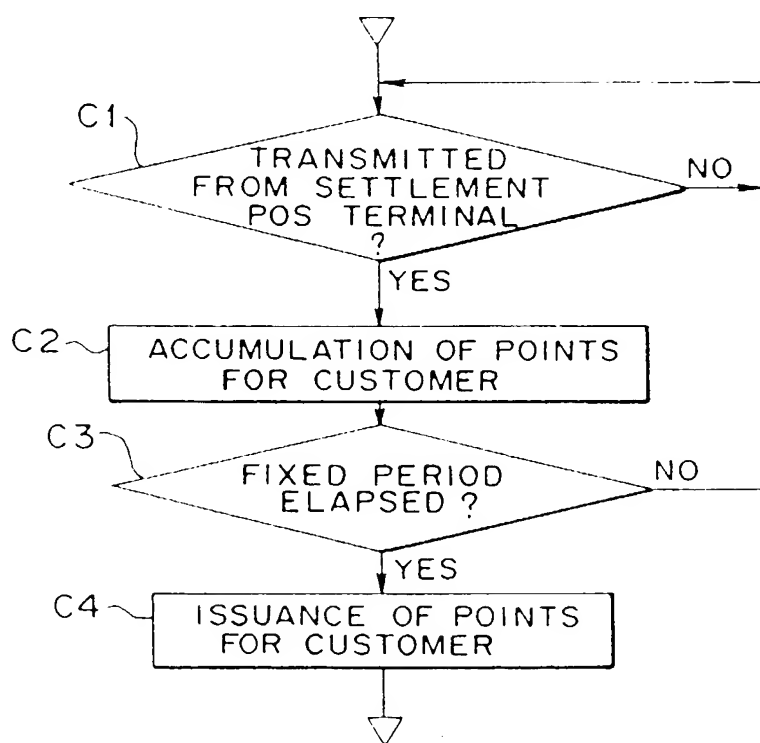 C1
TRANSMITTED
FROM SETTLEMENT
POS TERMINAL
?
NO
YES
C2
ACCUMULATION OF POINTS
FOR CUSTOMER
C3
FIXED PERIOD
ELAPSED ?
NO
YES
C4
ISSUANCE OF POINTS
FOR CUSTOMER